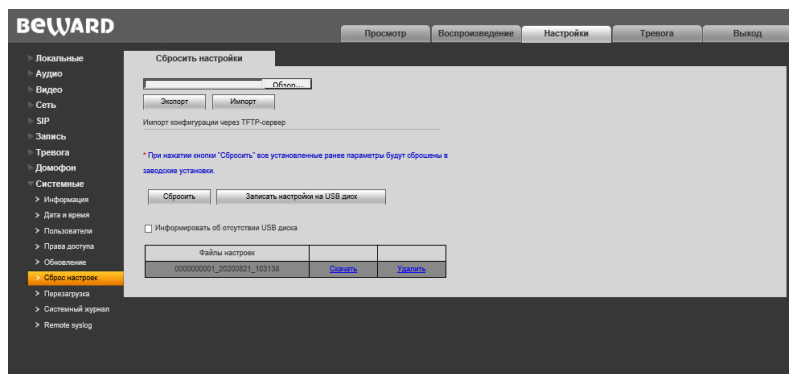 BEWARD
Просмотр
Воспроизведение
Настройки
Тревога
Выход
Локальные
Аудио
Видео
Сеть
SIP
Запись
Тревога
Домофон
Системные
Информация
Дата и время
Пользователи
Права доступа
Обновление
Сброс настроек
Перезагрузка
Системный журнал
Remote syslog
Сбросить настройки
Обзор...
Экспорт Импорт
Импорт конфигурации через TFTP-сервер
* При нажатии кнопки "Сбросить" все установленные ранее параметры будут сброшены в
заводские установки.
Сбросить Записать настройки на USB диск
Информировать об отсутствии USB диска
Файлы настроек
0000000001_20200821_103138 Скачать Удалить